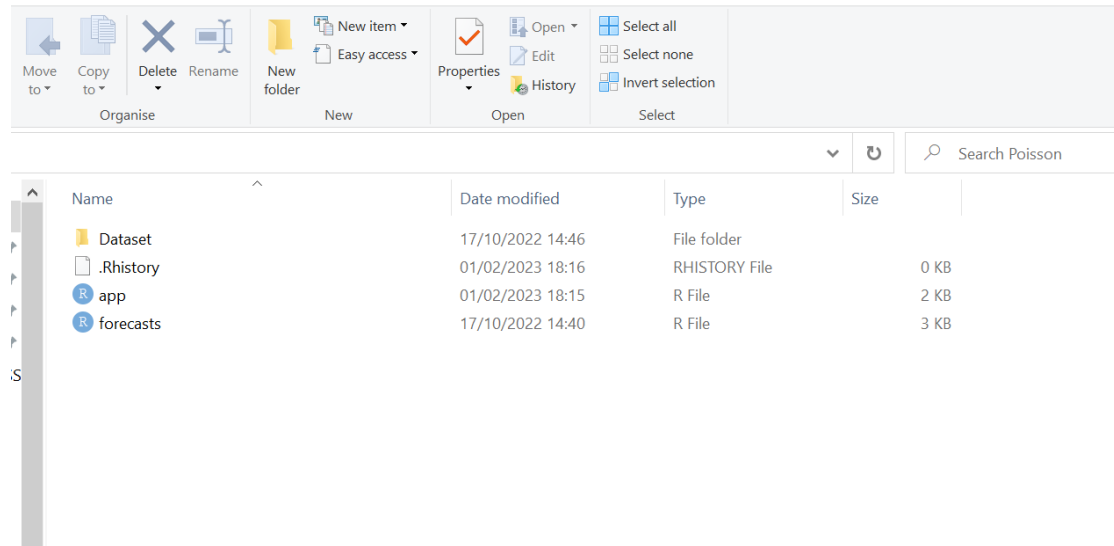 Move to
Copy to
Delete
Rename
Organise
New folder
New item
Easy access
New
Properties
Open
Edit
History
Open
Select all
Select none
Invert selection
Select
Search Poisson
Name Date modified Type Size
Dataset 17/10/2022 14:46 File folder
.Rhistory 01/02/2023 18:16 RHISTORY File 0 KB
R app 01/02/2023 18:15 R File 2 KB
R forecasts 17/10/2022 14:40 R File 3 KB